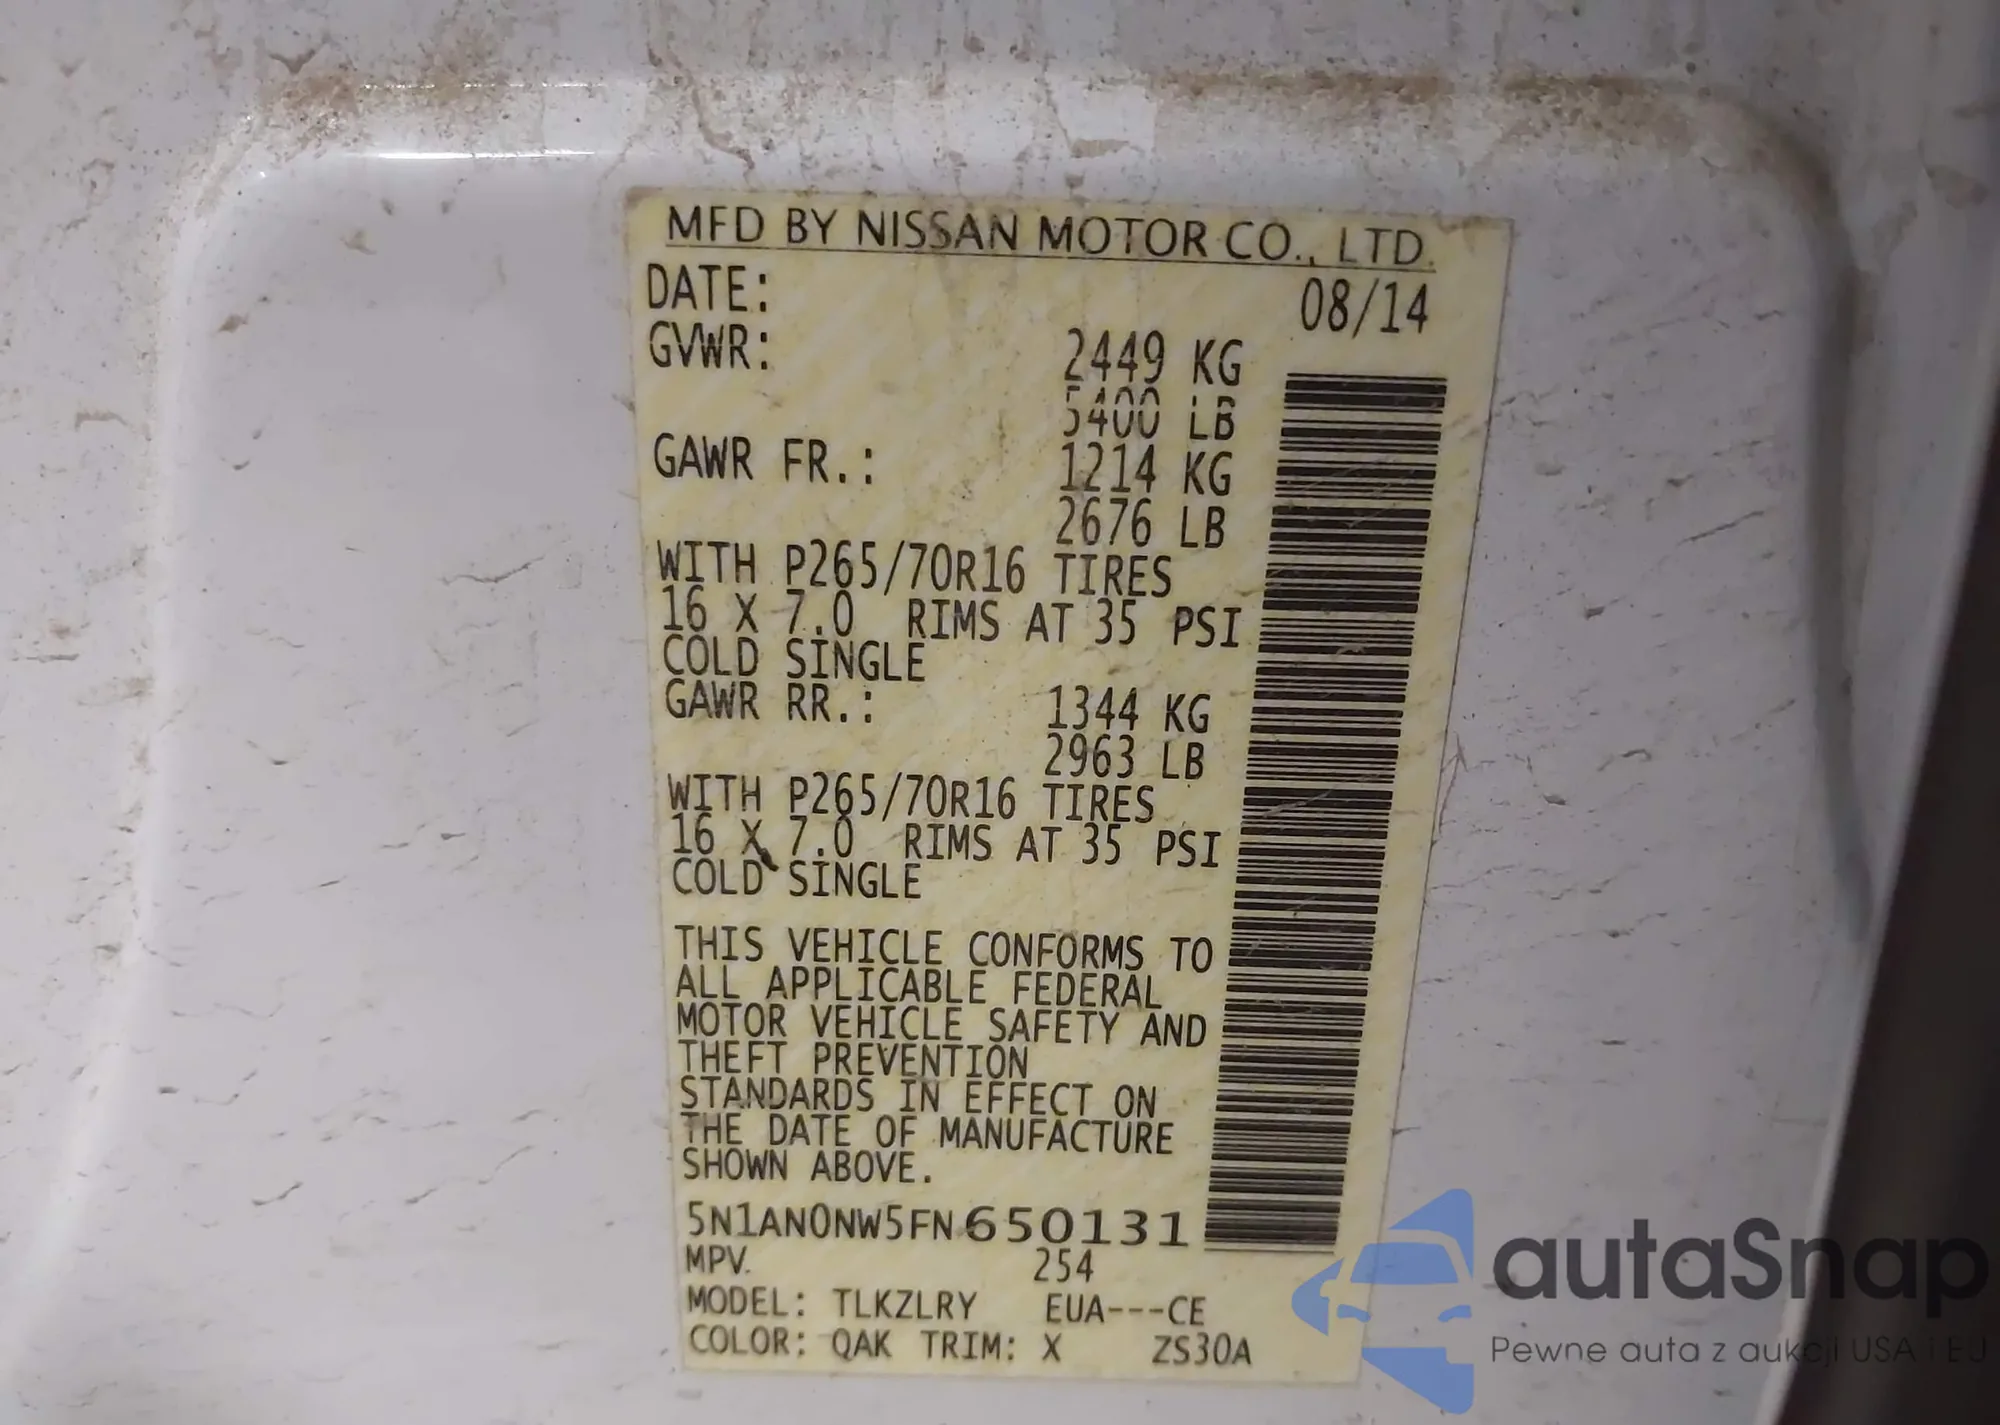 MFD BY NISSAN MOTOR CO., LTD.
DATE: 08/14
GVWR: 2449 KG
5400 LB
GAWR FR.: 1214 KG
2676 LB
WITH P265/70R16 TIRES
16 X 7.0 RIMS AT 35 PSI
COLD SINGLE
GAWR RR.: 1344 KG
2963 LB
WITH P265/70R16 TIRES
16 X 7.0 RIMS AT 35 PSI
COLD SINGLE
THIS VEHICLE CONFORMS TO
ALL APPLICABLE FEDERAL
MOTOR VEHICLE SAFETY AND
THEFT PREVENTION
STANDARDS IN EFFECT ON
THE DATE OF MANUFACTURE
SHOWN ABOVE.
5N1AN0NW5FN650131
MPV. 254
MODEL: TLKZLRY EUA---CE
COLOR: QAK TRIM: X ZS30A
autaSnap
Pewne auta z aukcji USA i EU